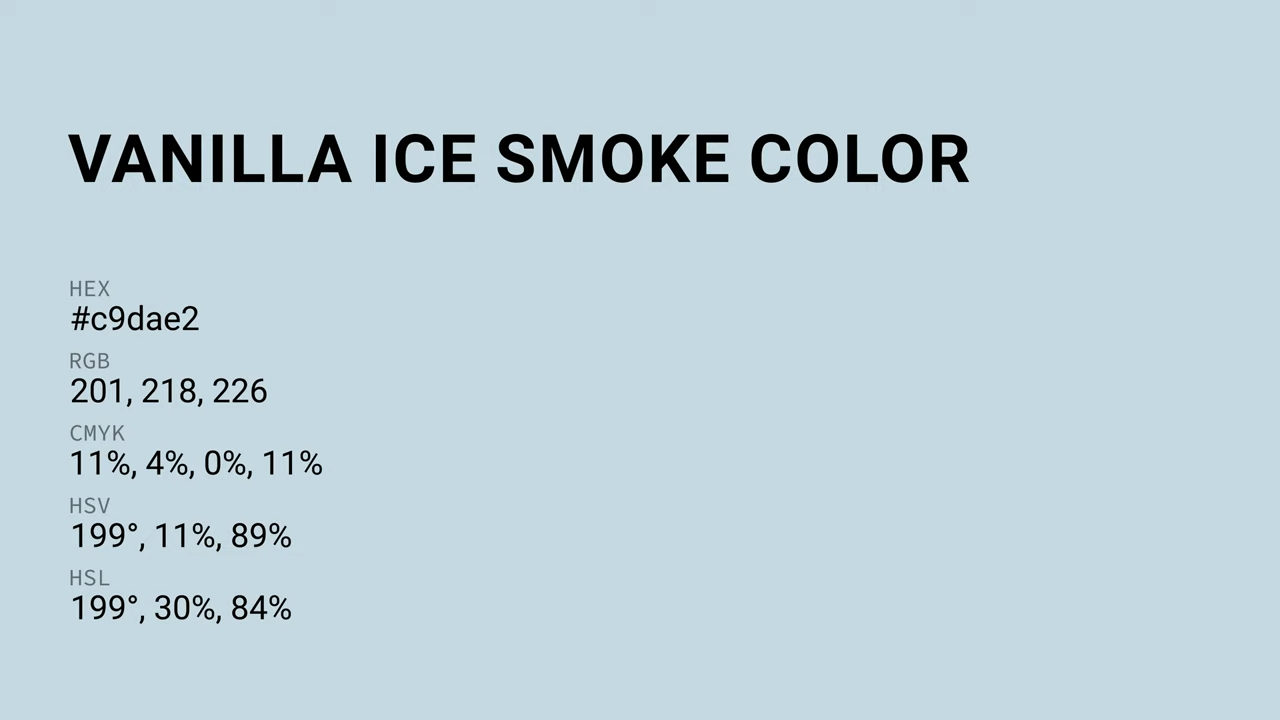 VANILLA ICE SMOKE COLOR
HEX
#c9dae2
RGB
201, 218, 226
CMYK
11%, 4%, 0%, 11%
HSV
199°, 11%, 89%
HSL
199°, 30%, 84%